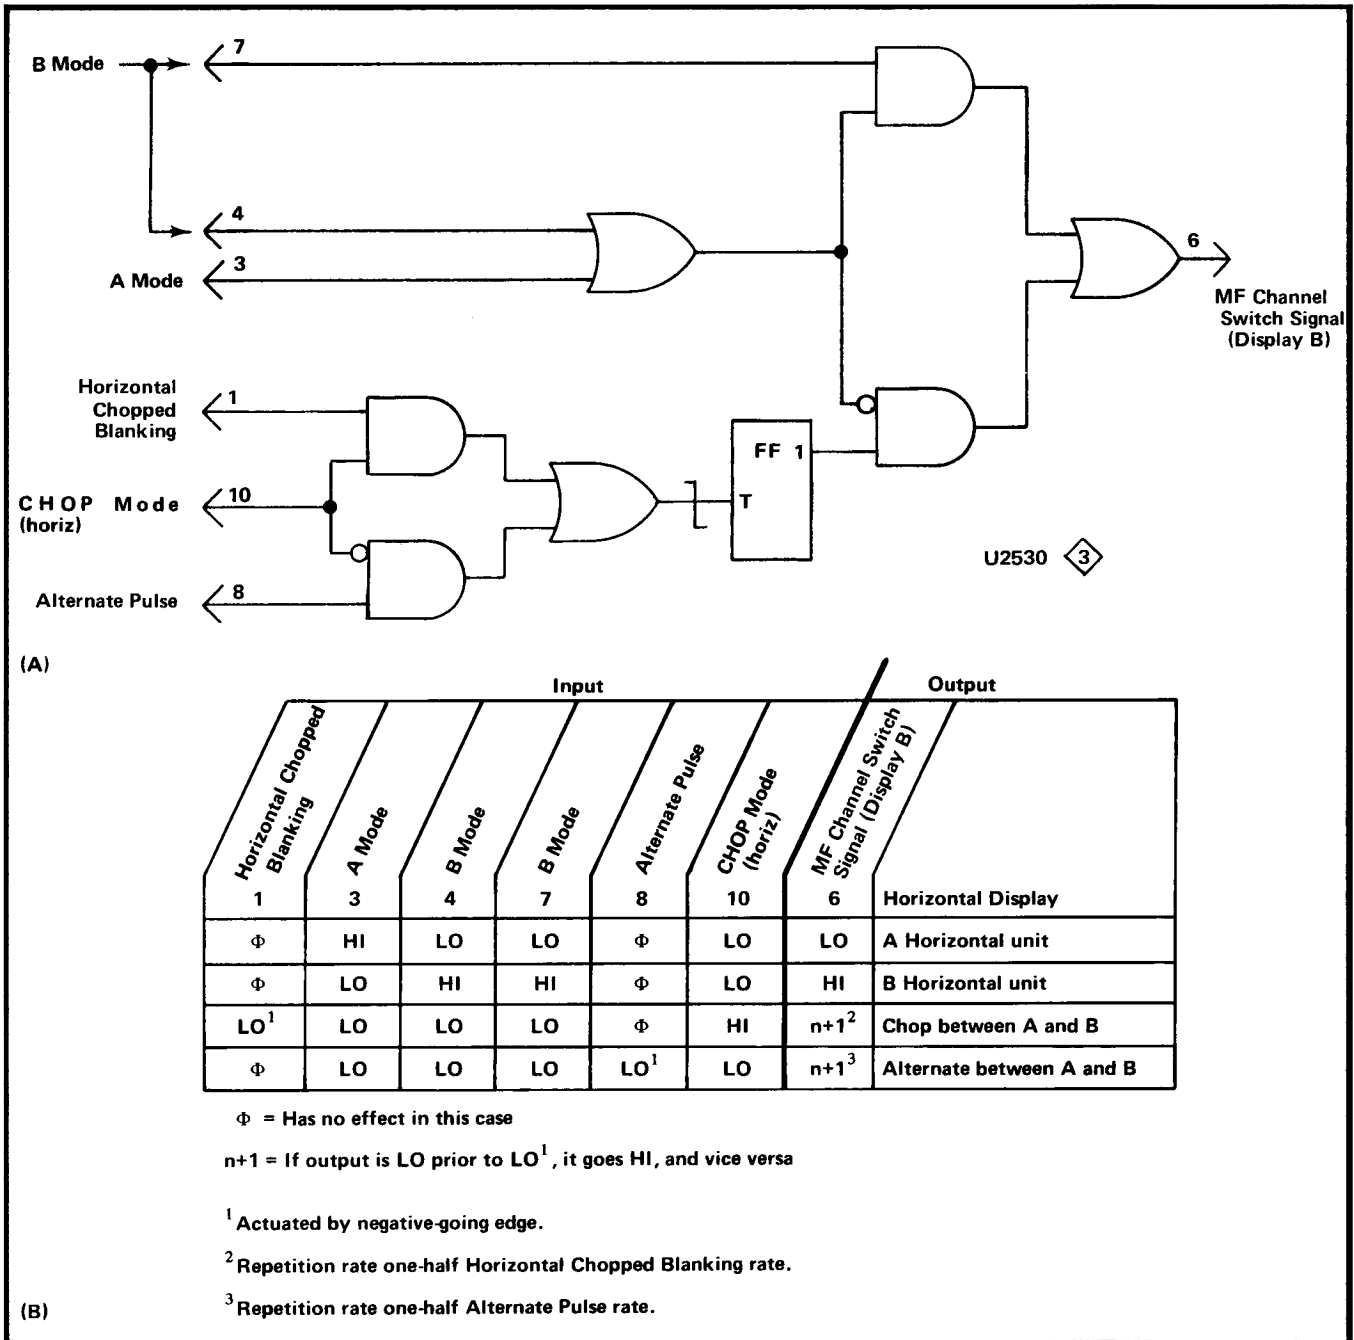 B Mode
7
4
3
A Mode
6
MF Channel
Switch Signal
(Display B)
Horizontal
Chopped
Blanking
1
CHOP Mode
(horiz)
10
Alternate Pulse
8
FF 1
T
U2530 3
(A)
Input
Output
Horizontal Chopped
Blanking
A Mode
B Mode
B Mode
Alternate Pulse
CHOP Mode
(horiz)
MF Channel Switch
Signal (Display B)
1 3 4 7 8 10 6 Horizontal Display
Φ HI LO LO Φ LO LO A Horizontal unit
Φ LO HI HI Φ LO HI B Horizontal unit
LO¹ LO LO LO Φ HI n+1² Chop between A and B
Φ LO LO LO LO¹ LO n+1³ Alternate between A and B
Φ = Has no effect in this case
n+1 = If output is LO prior to LO¹, it goes HI, and vice versa
¹ Actuated by negative-going edge.
² Repetition rate one-half Horizontal Chopped Blanking rate.
³ Repetition rate one-half Alternate Pulse rate.
(B)